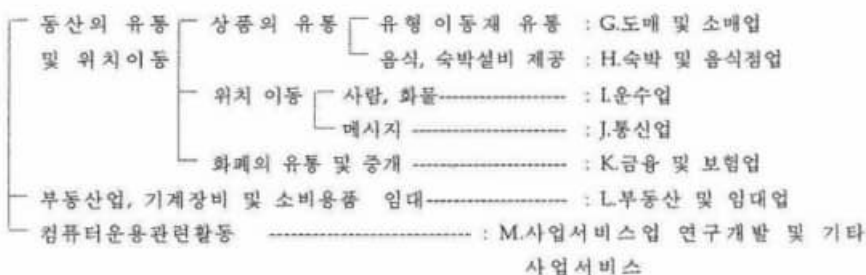 동산의 유통 상품의 유통 유형 이동재 유통 : G.도매 및 소매업
및 위치이동 음식, 숙박설비 제공 : H.숙박 및 음식점업
위치 이동 사람, 화물------------------ : I.운수업
메시지 ------------------ : J.통신업
화폐의 유통 및 중개 ------------------ : K.금융 및 보험업
부동산업, 기계장비 및 소비용품 임대----------------- : L.부동산 및 임대업
컴퓨터운용관련활동 ------------------------ : M.사업서비스업 연구개발 및 기타
사업서비스